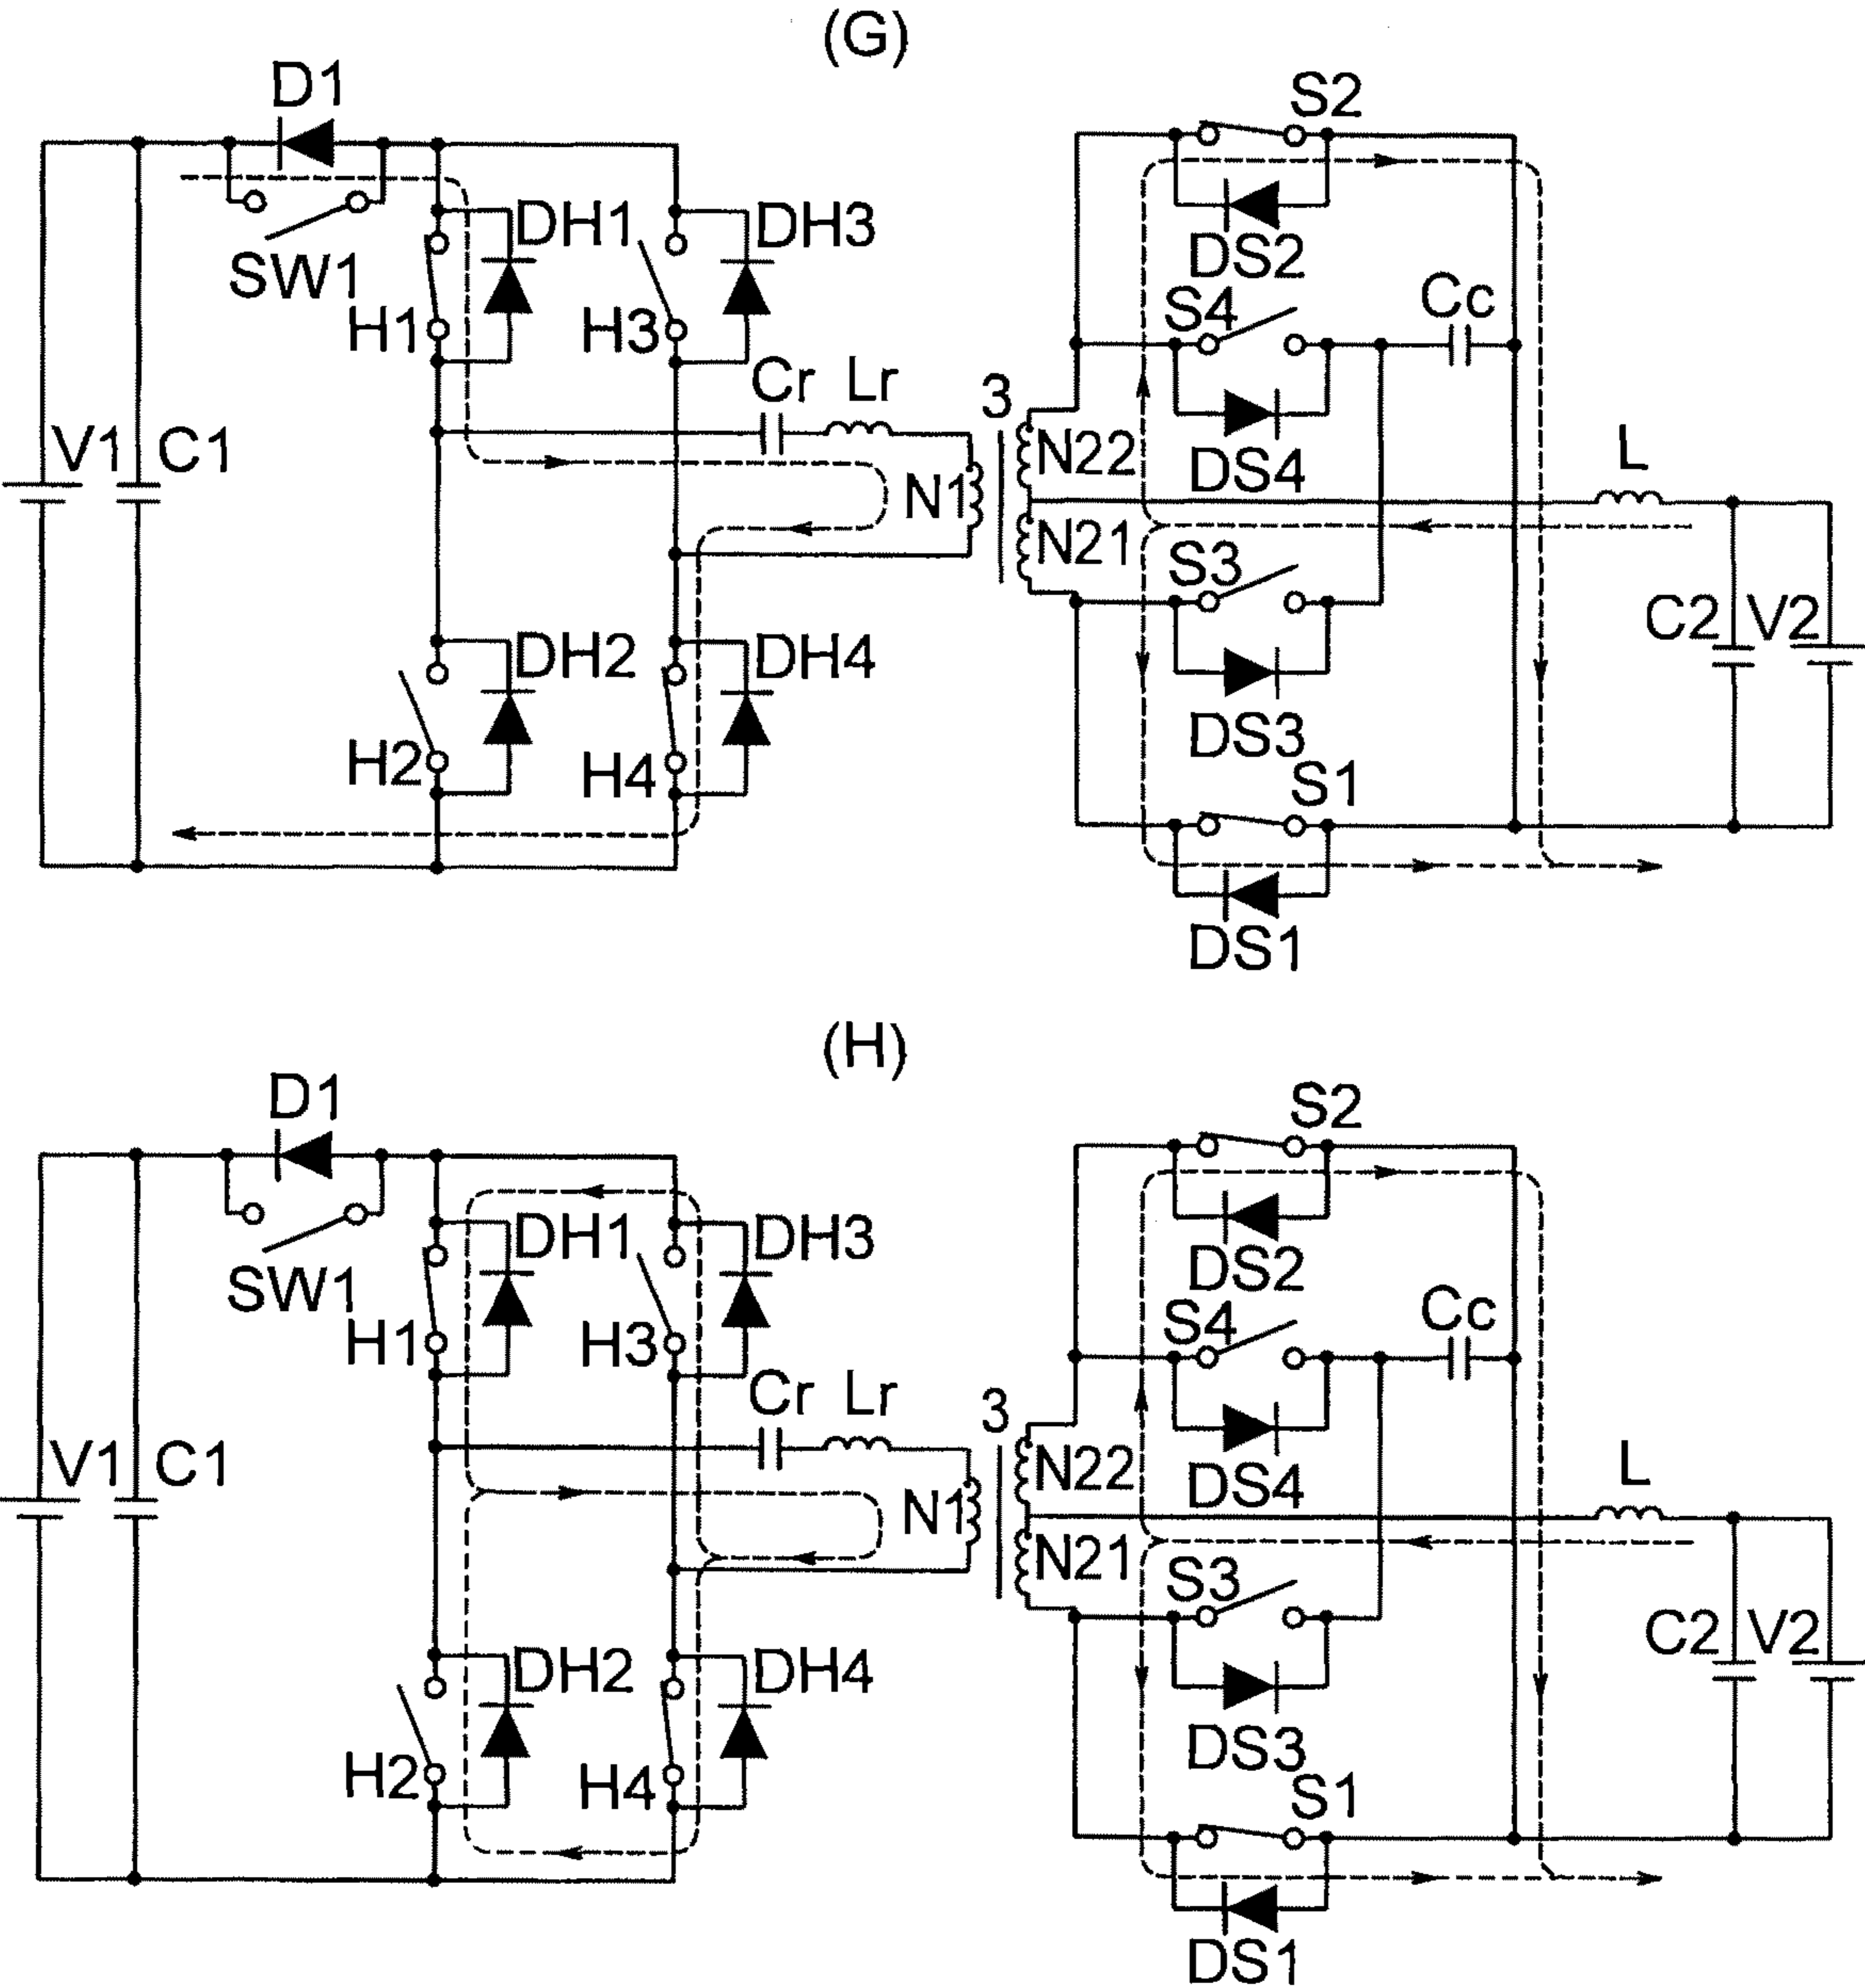 (G)
D1
S2
SW1
DH1
DH3
DS2
H1
H3
S4
Cc
Cr
Lr
3
V1
C1
N1
N22
DS4
L
N21
S3
DH2
DH4
C2
V2
DS3
H2
H4
S1
DS1
(H)
D1
S2
SW1
DH1
DH3
DS2
H1
H3
S4
Cc
Cr
Lr
3
V1
C1
N1
N22
DS4
L
N21
S3
DH2
DH4
C2
V2
DS3
H2
H4
S1
DS1